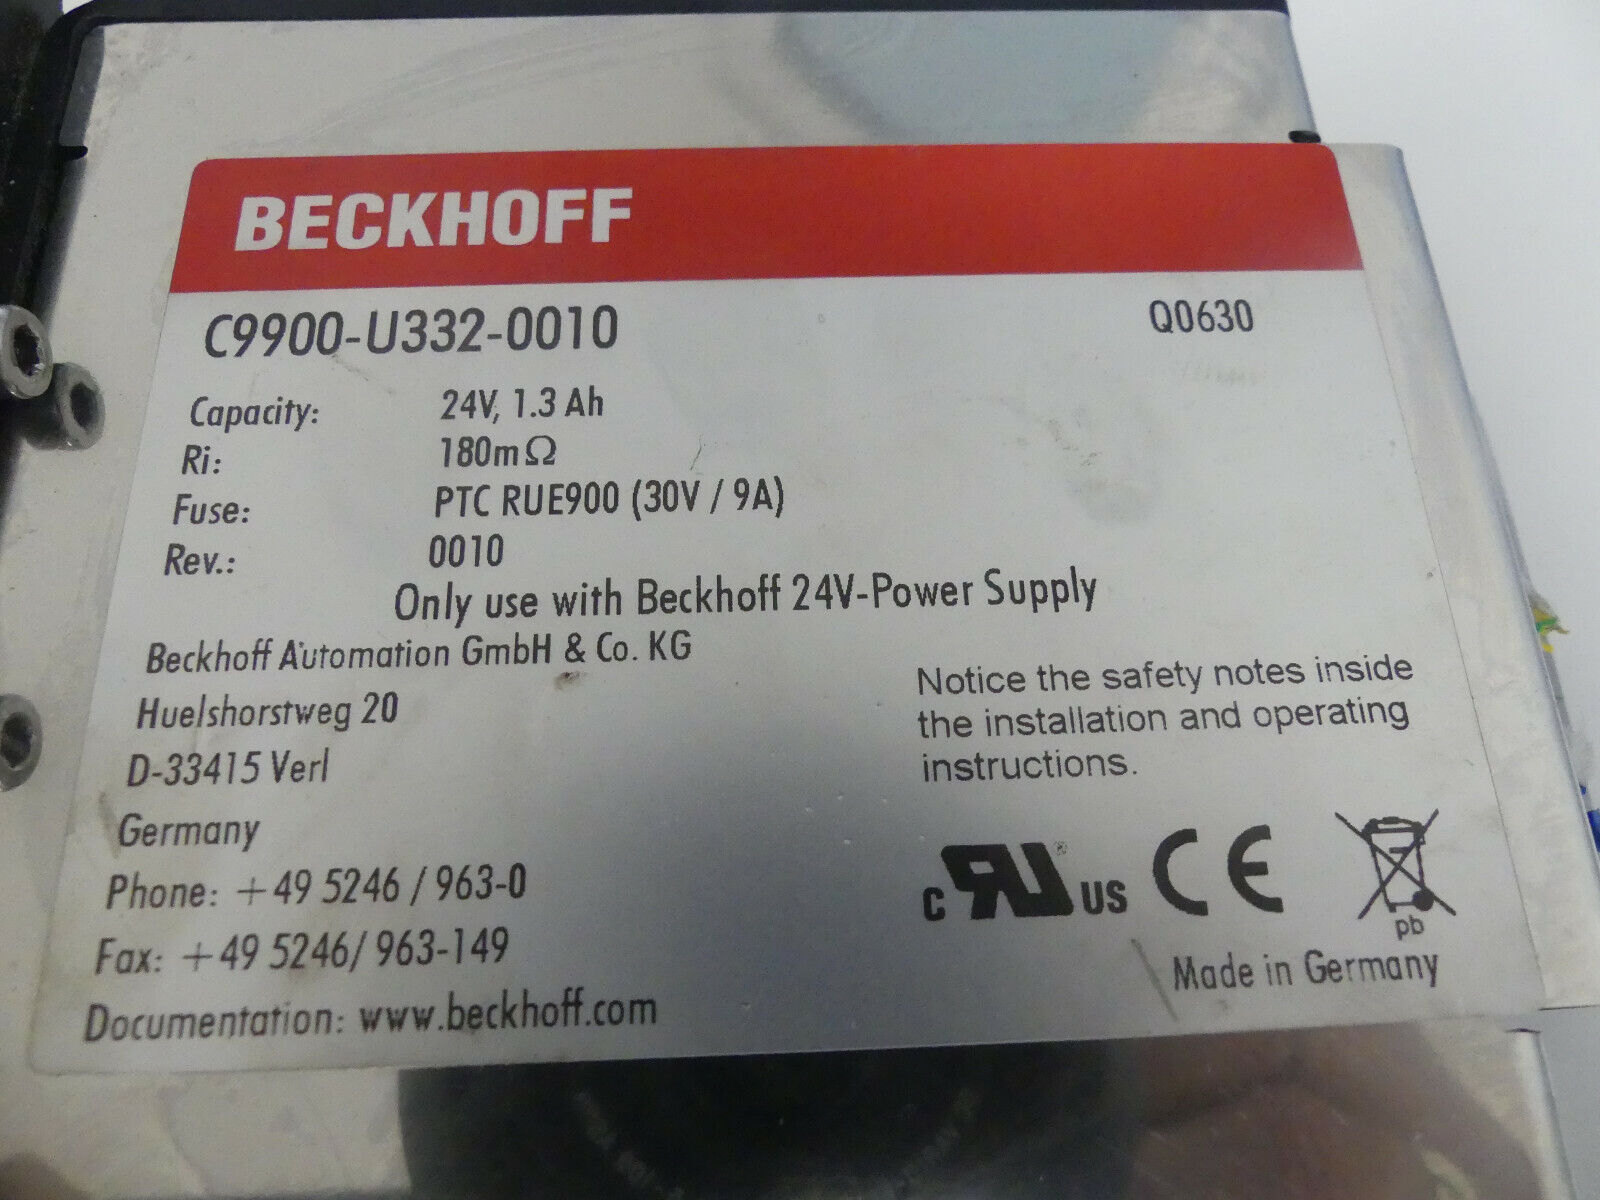 BECKHOFF
C9900-U332-0010 Q0630
Capacity: 24V, 1.3 Ah
Ri: 180mΩ
Fuse: PTC RUE900 (30V / 9A)
Rev.: 0010
Only use with Beckhoff 24V-Power Supply
Beckhoff Automation GmbH & Co. KG
Huelshorstweg 20
D-33415 Verl
Germany
Phone: +49 5246 / 963-0
Fax: +49 5246/ 963-149
Documentation: www.beckhoff.com
Notice the safety notes inside
the installation and operating
instructions.
c RU ® US CE
pb
Made in Germany